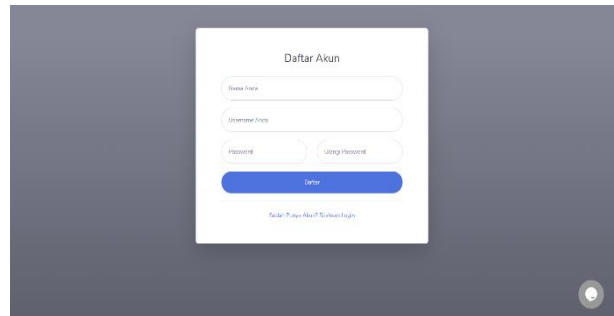 Daftar Akun
Nama Anda
Username Anda
Password
Ulangi Password
Daftar
Sudah Punya Akun? Silahkan Login